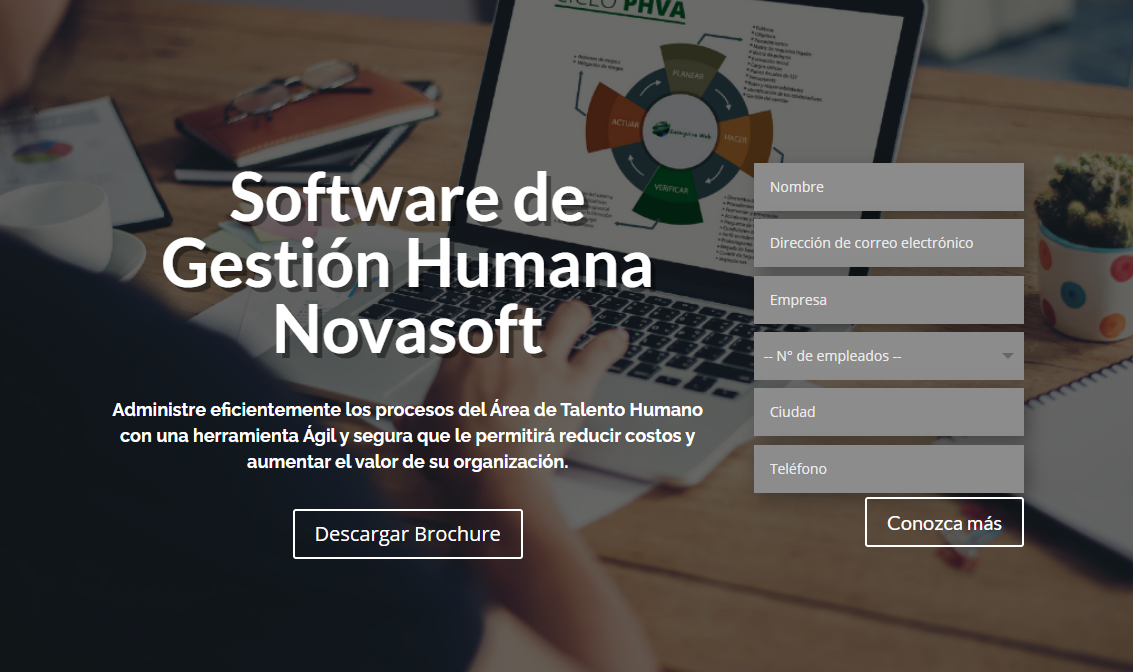 CICLO PHVA
PLANEAR
ACTUAR
HACER
VERIFICAR
Software de
Gestión Humana
Novasoft
Administre eficientemente los procesos del Área de Talento Humano
con una herramienta Ágil y segura que le permitirá reducir costos y
aumentar el valor de su organización.
Descargar Brochure
Nombre
Dirección de correo electrónico
Empresa
-- N° de empleados --
Ciudad
Teléfono
Conozca más